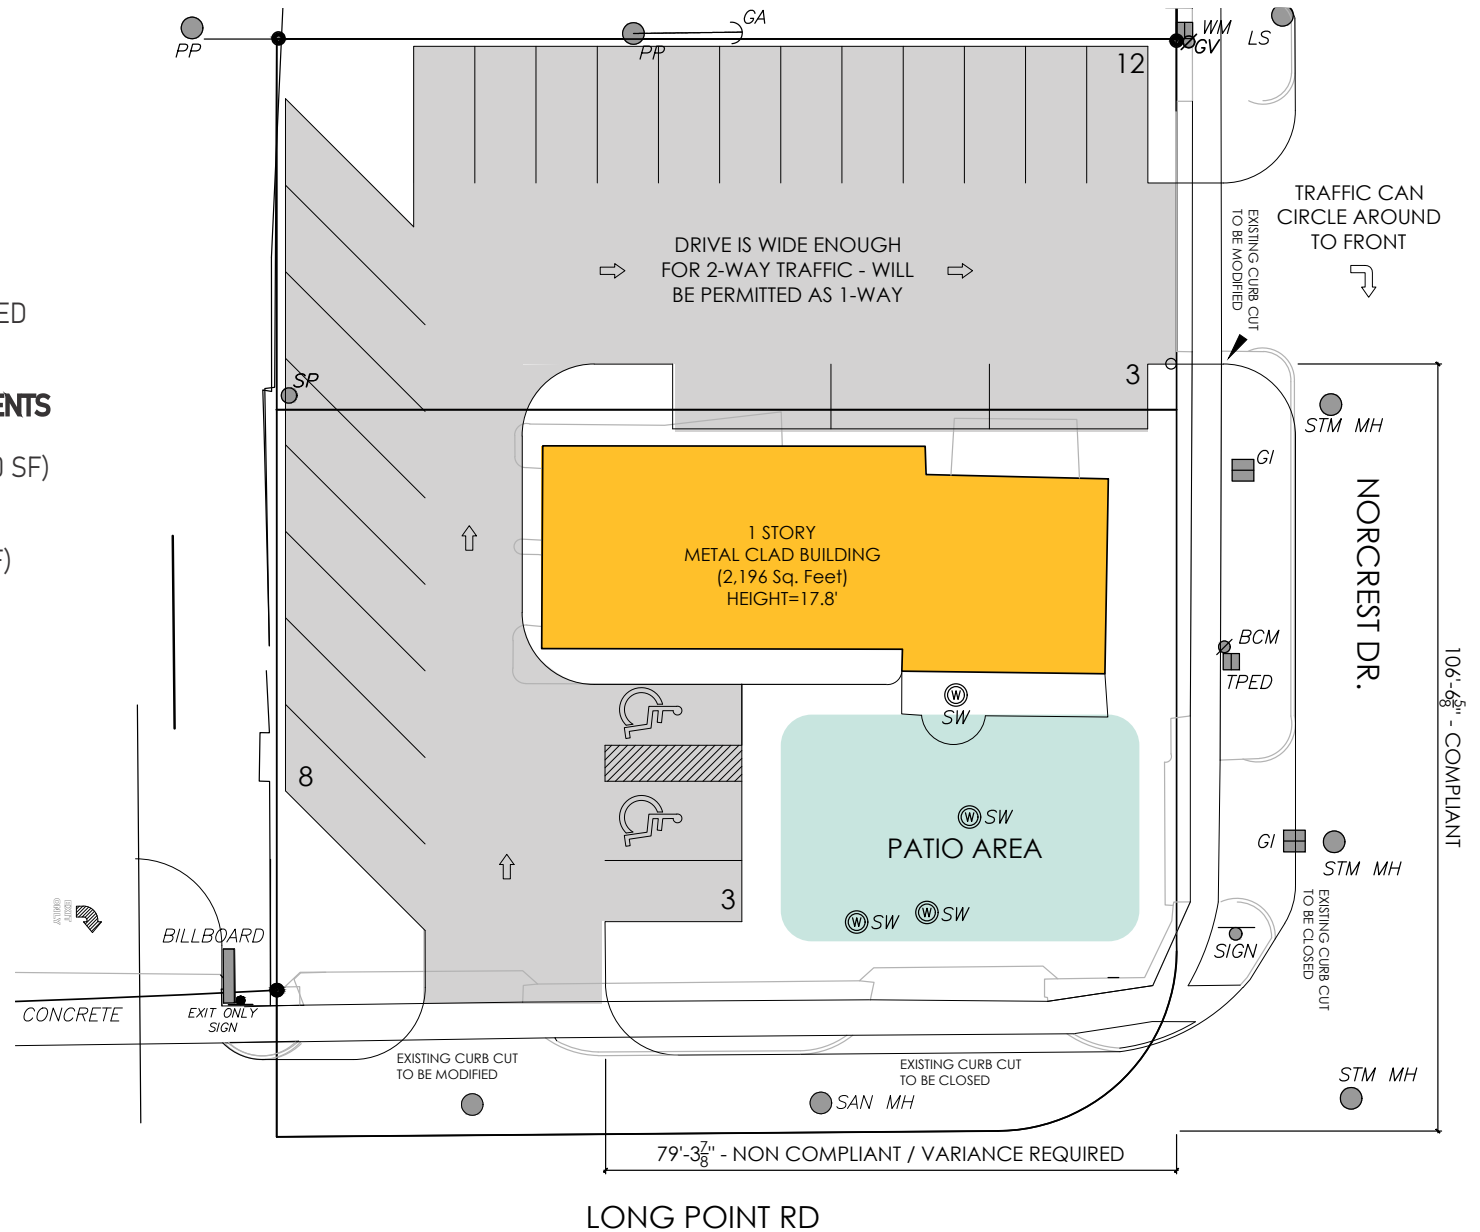 GA
PP
PP
WM
GV
LS
12
TRAFFIC CAN
CIRCLE AROUND
TO FRONT
EXISTING CURB CUT
TO BE MODIFIED
DRIVE IS WIDE ENOUGH
FOR 2-WAY TRAFFIC - WILL
BE PERMITTED AS 1-WAY
ED
SP
3
ENTS
STM MH
SF)
GI
NORCREST DR.
1 STORY
METAL CLAD BUILDING
(2,196 Sq. Feet)
HEIGHT=17.8'
F)
BCM
TPED
106'-6⅝" - COMPLIANT
SW
8
SW
PATIO AREA
GI
STM MH
3
SW
SW
EXIT
ONLY
BILLBOARD
SIGN
EXISTING CURB CUT
TO BE CLOSED
CONCRETE
EXIT ONLY
SIGN
EXISTING CURB CUT
TO BE MODIFIED
EXISTING CURB CUT
TO BE CLOSED
STM MH
SAN MH
79'-3⅞" - NON COMPLIANT / VARIANCE REQUIRED
LONG POINT RD